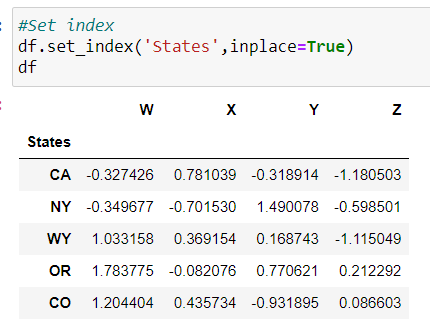 #Set index
df.set_index('States',inplace=True)
df
W X Y Z
States
CA -0.327426 0.781039 -0.318914 -1.180503
NY -0.349677 -0.701530 1.490078 -0.598501
WY 1.033158 0.369154 0.168743 -1.115049
OR 1.783775 -0.082076 0.770621 0.212292
CO 1.204404 0.435734 -0.931895 0.086603